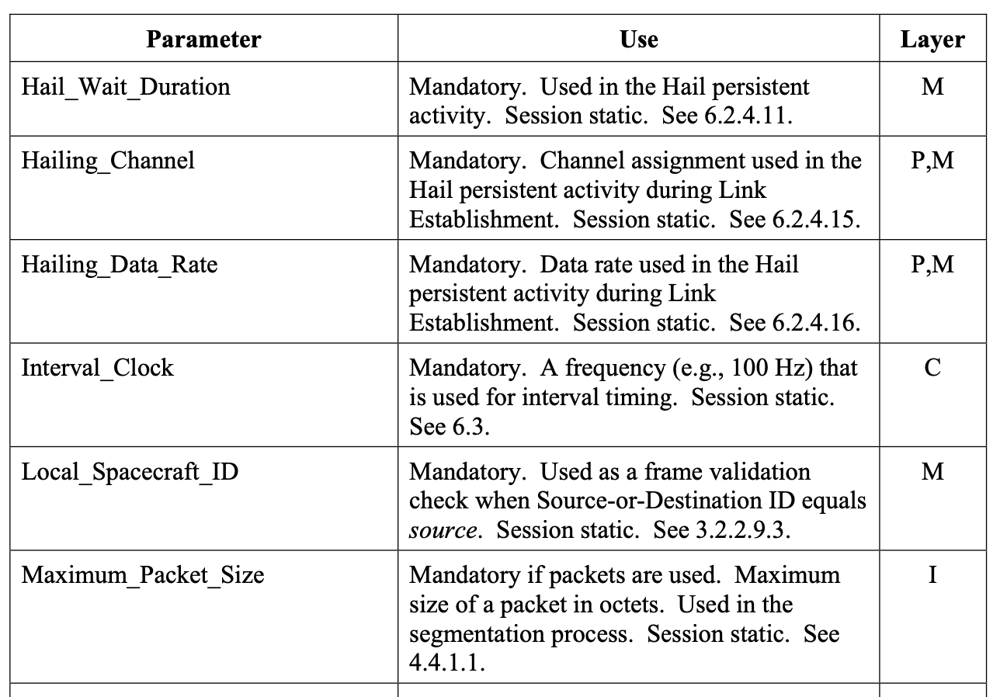 Parameter Use Layer
Hail_Wait_Duration Mandatory.  Used in the Hail persistent M
activity.  Session static.  See 6.2.4.11.
Hailing_Channel Mandatory.  Channel assignment used in the P,M
Hail persistent activity during Link
Establishment.  Session static.  See 6.2.4.15.
Hailing_Data_Rate Mandatory.  Data rate used in the Hail P,M
persistent activity during Link
Establishment.  Session static.  See 6.2.4.16.
Interval_Clock Mandatory.  A frequency (e.g., 100 Hz) that C
is used for interval timing.  Session static.
See 6.3.
Local_Spacecraft_ID Mandatory.  Used as a frame validation M
check when Source-or-Destination ID equals
source.  Session static.  See 3.2.2.9.3.
Maximum_Packet_Size Mandatory if packets are used.  Maximum I
size of a packet in octets.  Used in the
segmentation process.  Session static.  See
4.4.1.1.